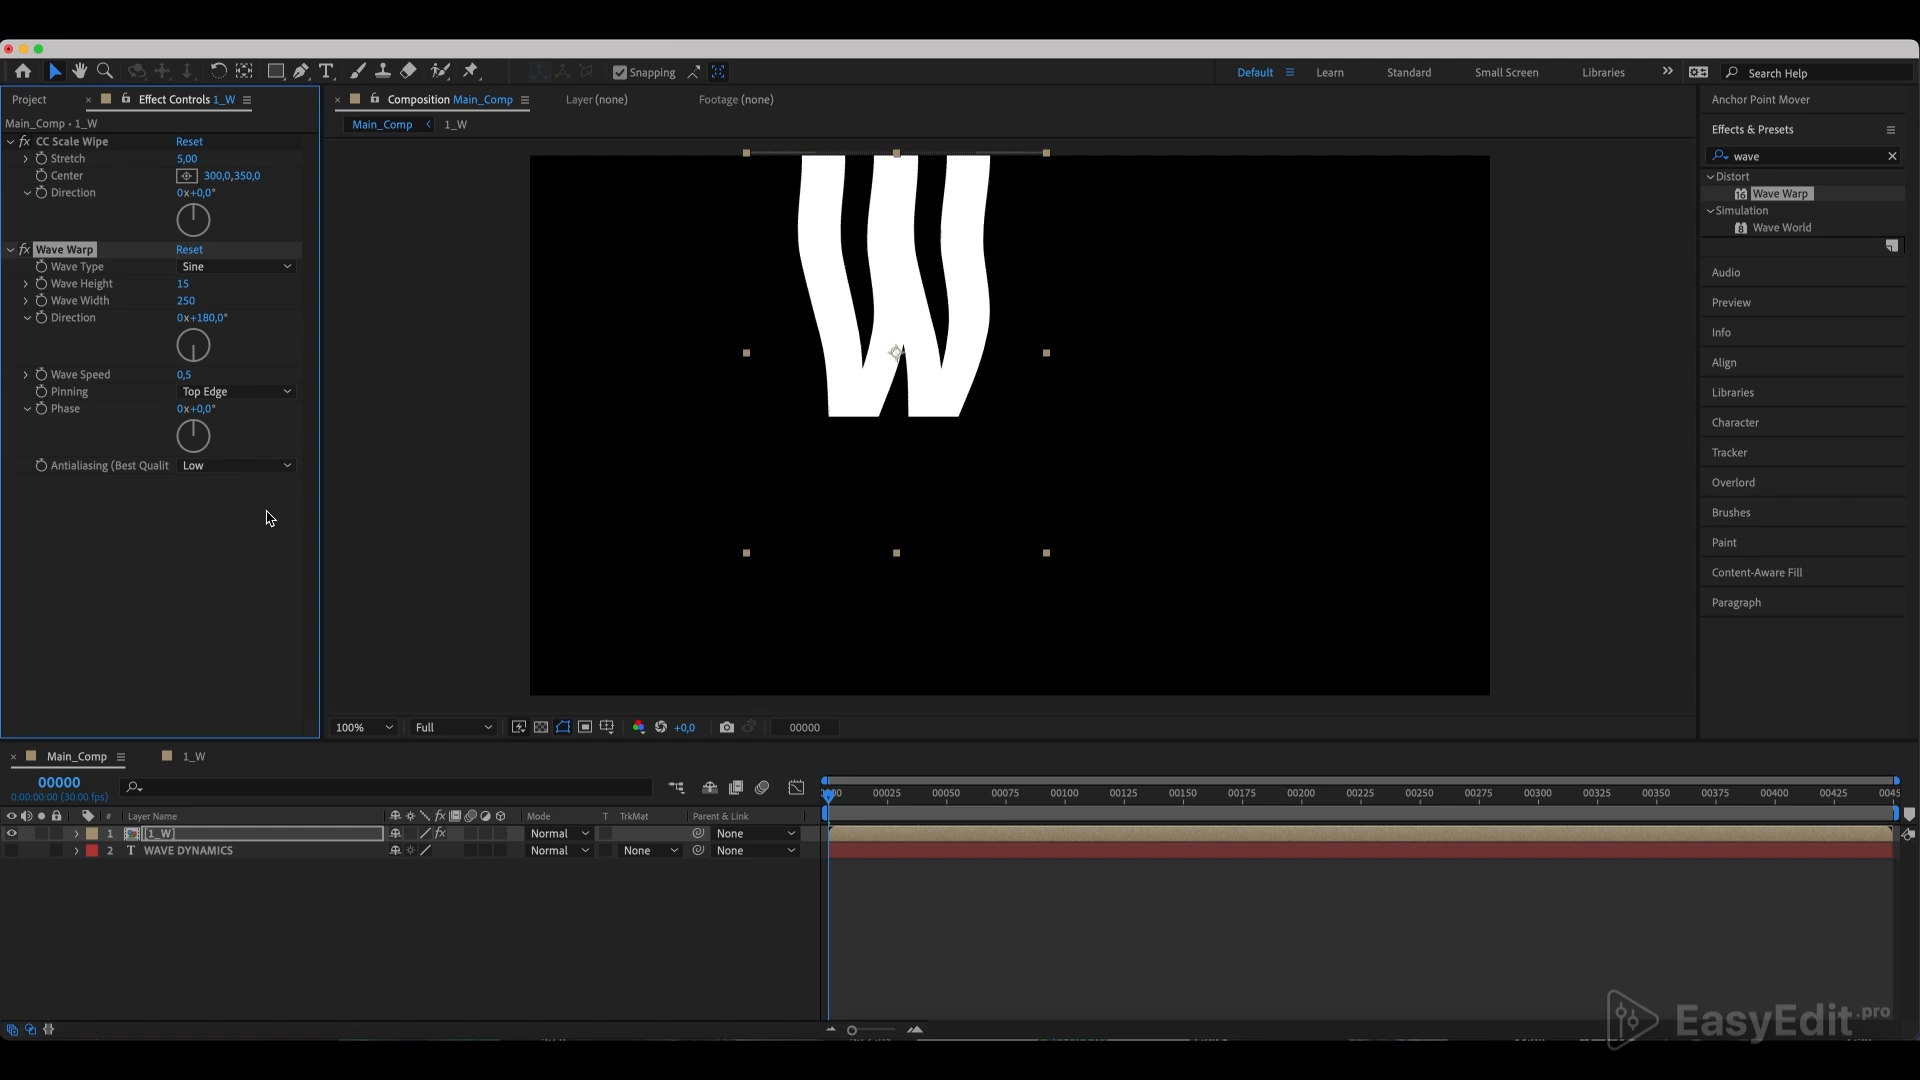 Snapping
Default
Learn
Standard
Small Screen
Libraries
Search Help
Project
Effect Controls 1_W
Composition Main_Comp
Layer (none)
Footage (none)
Main_Comp • 1_W
Main_Comp
1_W
fx CC Scale Wipe Reset
Stretch 5,00
Center 300,0,350,0
Direction 0x+0,0°
fx Wave Warp Reset
Wave Type Sine
Wave Height 15
Wave Width 250
Direction 0x+180,0°
Wave Speed 0,5
Pinning Top Edge
Phase 0x+0,0°
Antialiasing (Best Qualit Low
W
100%
Full
+0,0
00000
Anchor Point Mover
Effects & Presets
wave
Distort
16 Wave Warp
Simulation
8 Wave World
Audio
Preview
Info
Align
Libraries
Character
Tracker
Overlord
Brushes
Paint
Content-Aware Fill
Paragraph
Main_Comp
1_W
00000
0:00:00:00 (30.00 fps)
00025 00050 00075 00100 00125 00150 00175 00200 00225 00250 00275 00300 00325 00350 00375 00400 00425
# Layer Name fx Mode T TrkMat Parent & Link
1 [1_W] fx Normal None
2 T WAVE DYNAMICS Normal None None
EasyEdit.pro